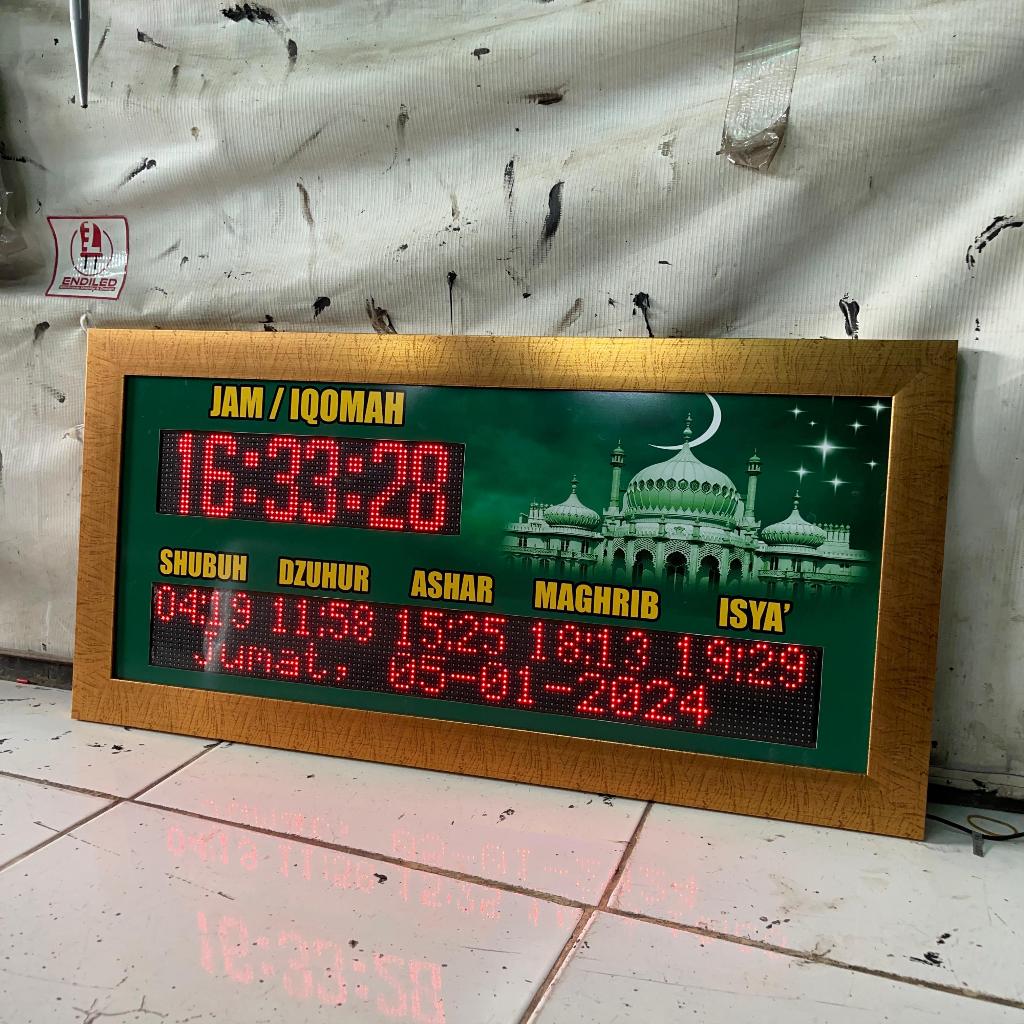 ENDILED
JAM / IQOMAH
16:33:28
SHUBUH DZUHUR ASHAR MAGHRIB ISYA'
04:19 11:58 15:25 18:13 19:29
Jumat, 05-01-2024